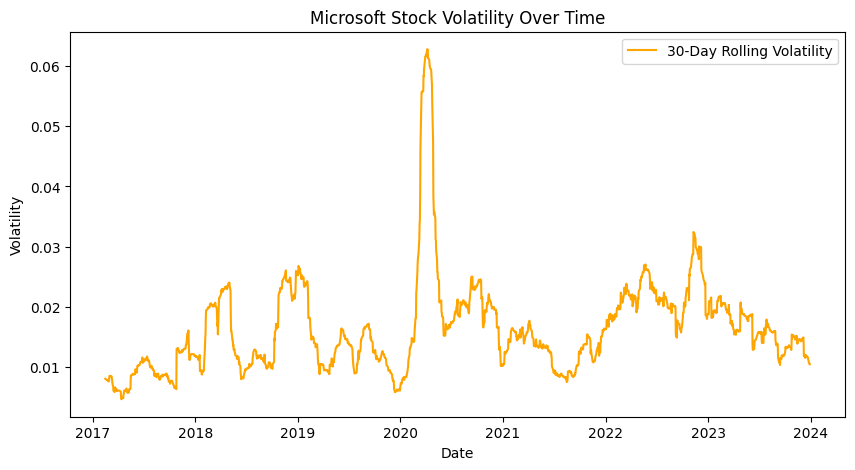 Microsoft Stock Volatility Over Time
30-Day Rolling Volatility
Volatility
0.06
0.05
0.04
0.03
0.02
0.01
2017 2018 2019 2020 2021 2022 2023 2024
Date